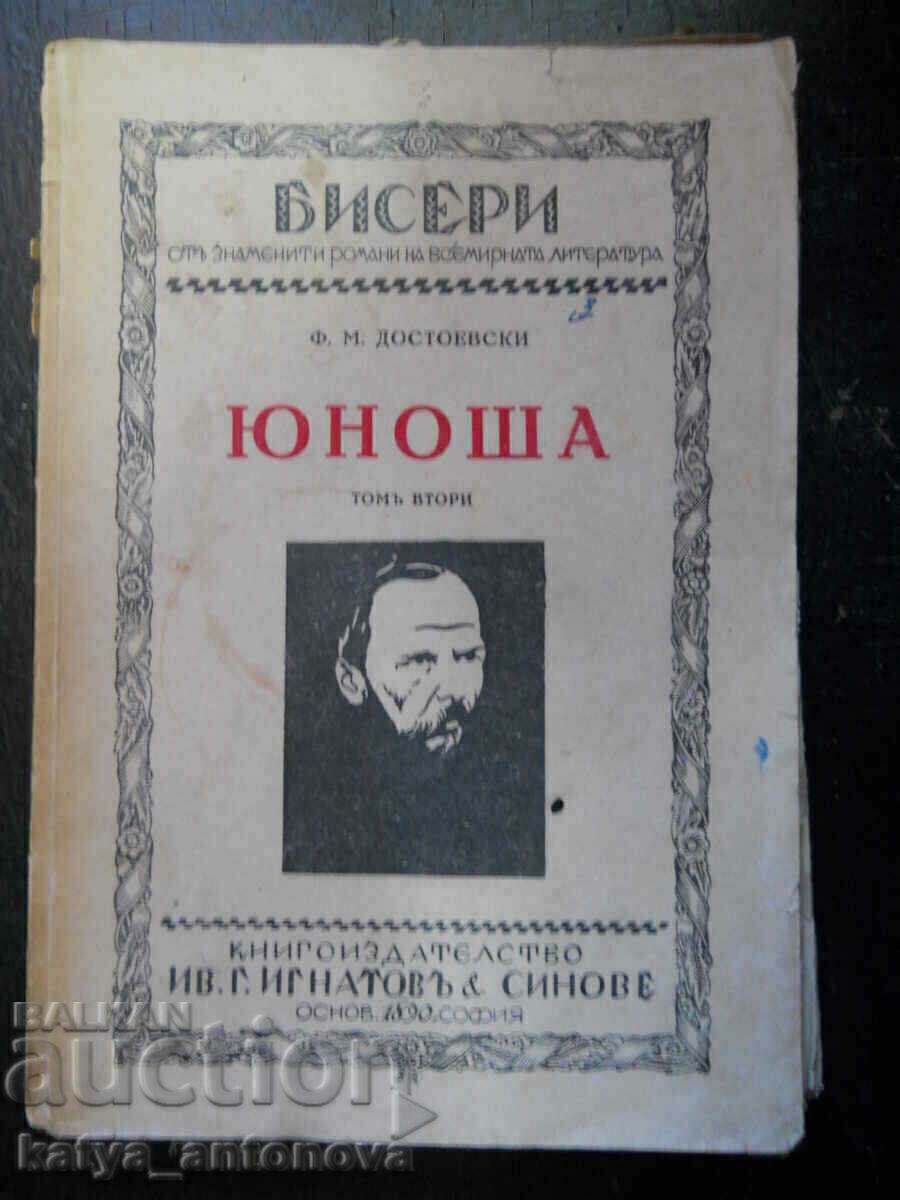 БИСЕРИ
отъ знаменити романи на всемирната литература
3
Ф. М. ДОСТОЕВСКИ
ЮНОША
ТОМЪ ВТОРИ
КНИГОИЗДАТЕЛСТВО
ИВ. Г. ИГНАТОВЪ & СИНОВЕ
ОСНОВ. 1890. СОФИЯ
BALKAN
auction
katya_antonova